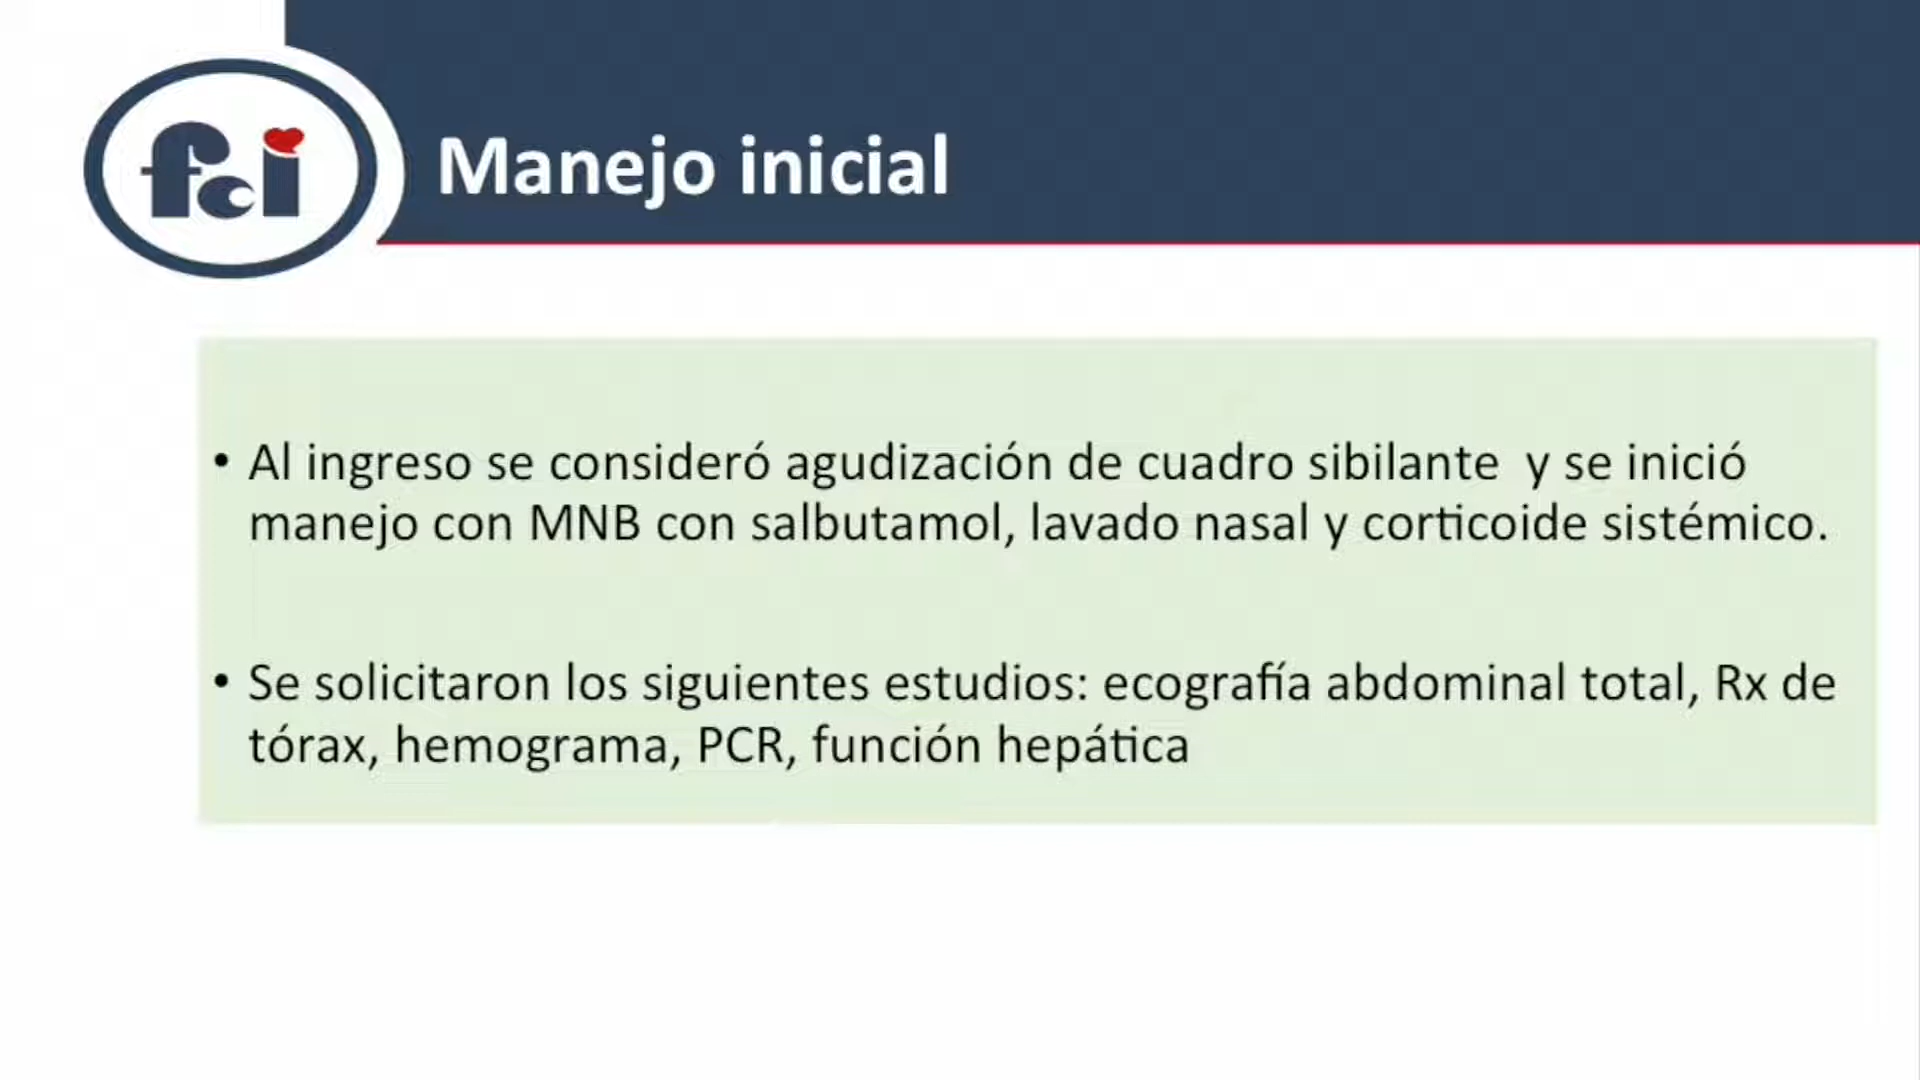 fci
Manejo inicial
• Al ingreso se consideró agudización de cuadro sibilante y se inició
manejo con MNB con salbutamol, lavado nasal y corticoide sistémico.
• Se solicitaron los siguientes estudios: ecografía abdominal total, Rx de
tórax, hemograma, PCR, función hepática